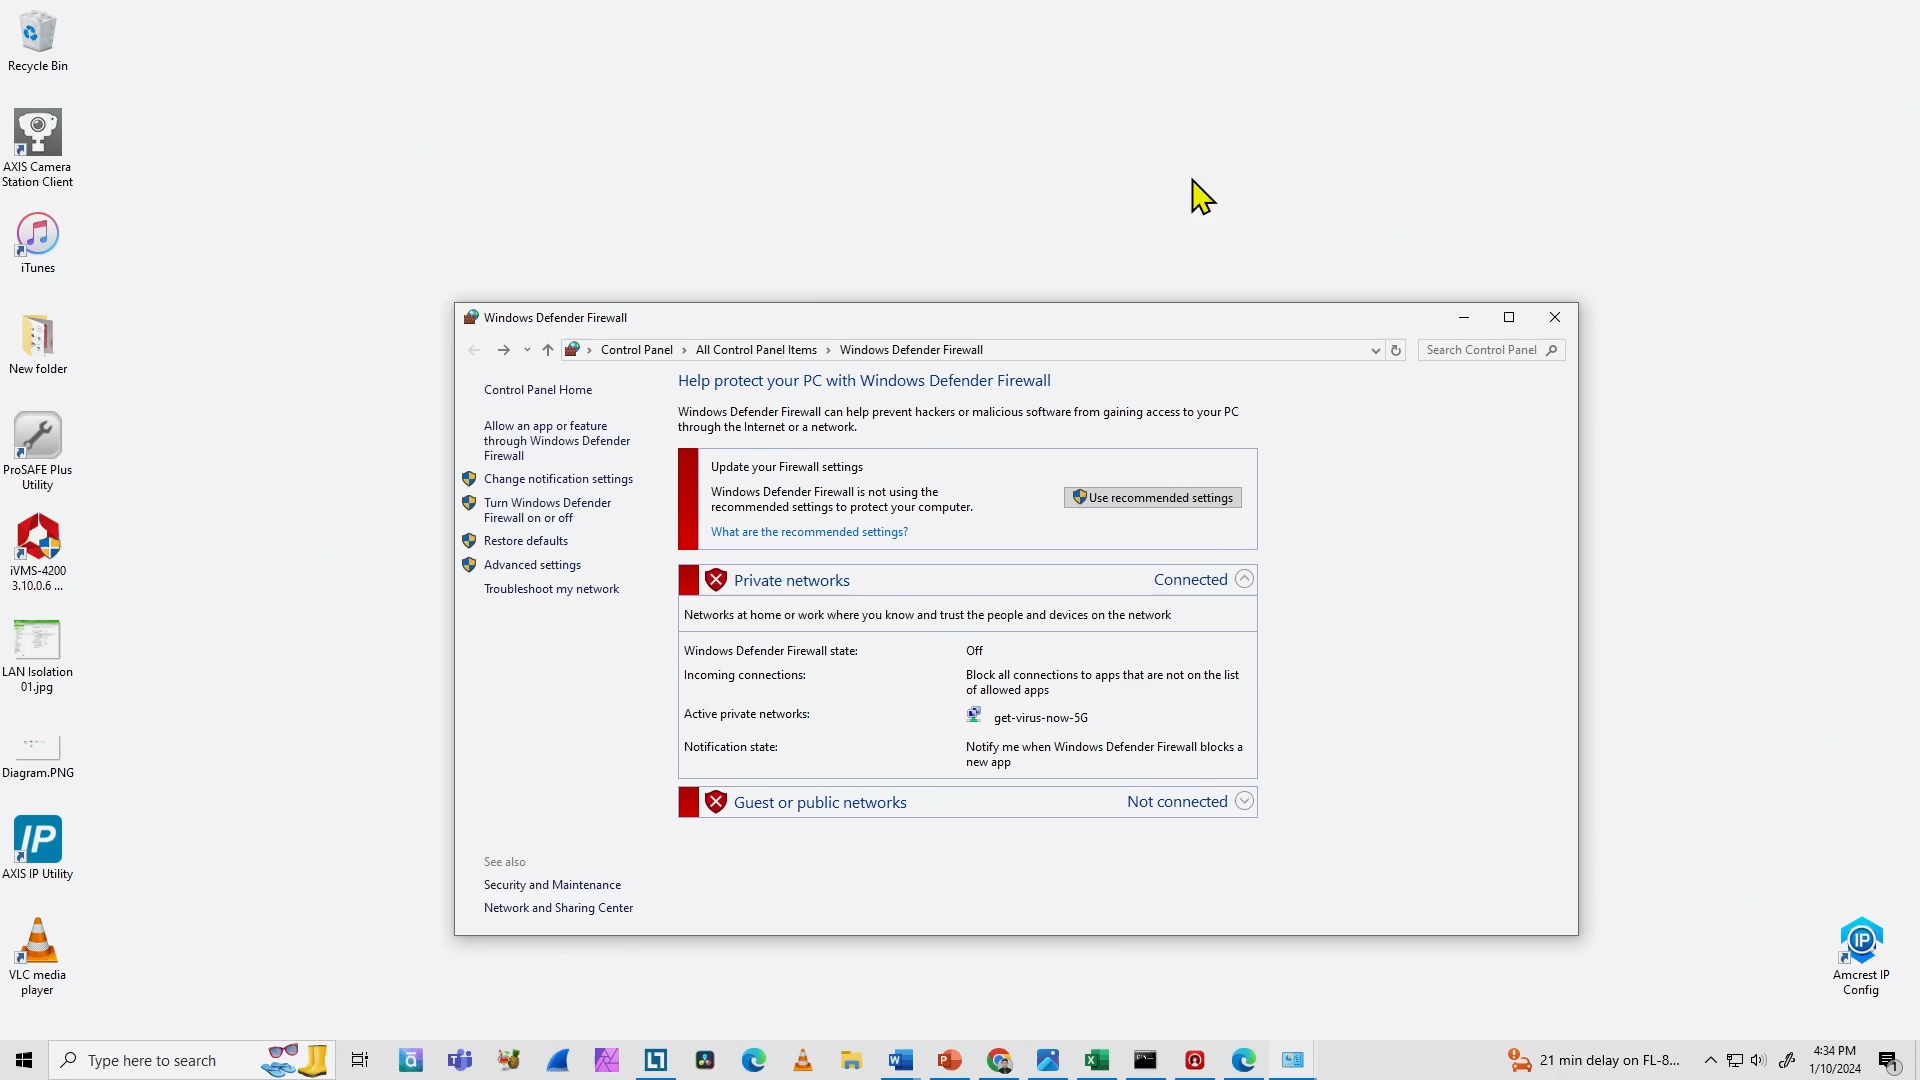 Recycle Bin
AXIS Camera
Station Client
iTunes
New folder
ProSAFE Plus
Utility
iVMS-4200
3.10.0.6 ...
LAN Isolation
01.jpg
Diagram.PNG
IP
AXIS IP Utility
VLC media
player
Windows Defender Firewall
Control Panel
All Control Panel Items
Windows Defender Firewall
Search Control Panel
Control Panel Home
Allow an app or feature
through Windows Defender
Firewall
Change notification settings
Turn Windows Defender
Firewall on or off
Restore defaults
Advanced settings
Troubleshoot my network
See also
Security and Maintenance
Network and Sharing Center
Help protect your PC with Windows Defender Firewall
Windows Defender Firewall can help prevent hackers or malicious software from gaining access to your PC
through the Internet or a network.
Update your Firewall settings
Windows Defender Firewall is not using the
recommended settings to protect your computer.
What are the recommended settings?
Use recommended settings
Private networks
Connected
Networks at home or work where you know and trust the people and devices on the network
Windows Defender Firewall state:
Off
Incoming connections:
Block all connections to apps that are not on the list
of allowed apps
Active private networks:
get-virus-now-5G
Notification state:
Notify me when Windows Defender Firewall blocks a
new app
Guest or public networks
Not connected
IP
Amcrest IP
Config
Type here to search
21 min delay on FL-8...
4:34 PM
1/10/2024
1